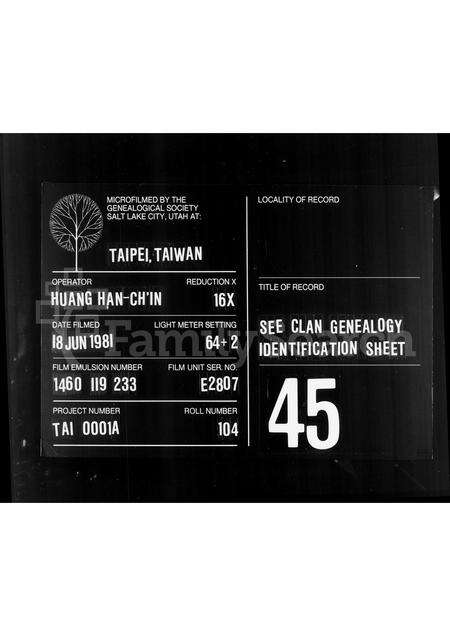 MICROFILMED BY THE
GENEALOGICAL SOCIETY
SALT LAKE CITY, UTAH AT:
TAIPEI, TAIWAN
OPERATOR REDUCTION X
HUANG HAN-CH'IN 16X
DATE FILMED LIGHT METER SETTING
18 JUN 1981 64+2
FILM EMULSION NUMBER FILM UNIT SER. NO.
1460 119 233 E2807
PROJECT NUMBER ROLL NUMBER
TAI 0001A 104
LOCALITY OF RECORD
TITLE OF RECORD
SEE CLAN GENEALOGY
IDENTIFICATION SHEET
45
FamilySearch